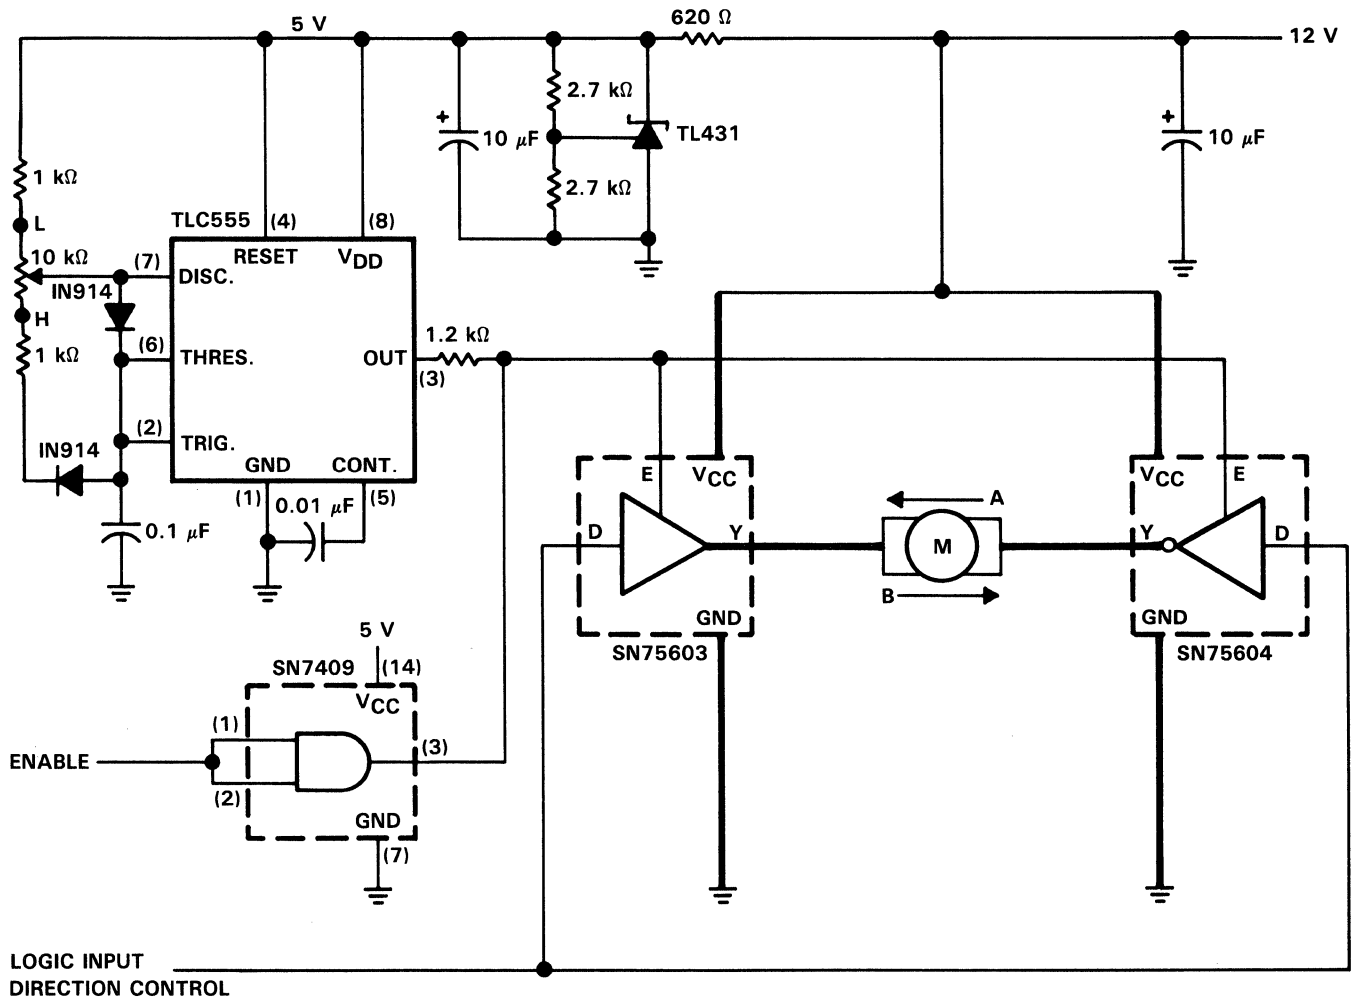 5 V
620 Ω
12 V
2.7 kΩ
10 μF
TL431
10 μF
1 kΩ
2.7 kΩ
L
TLC555
(4)
(8)
10 kΩ
(7)
RESET
VDD
DISC.
IN914
H
(6)
THRES.
OUT
1.2 kΩ
1 kΩ
(3)
(2)
TRIG.
IN914
GND
CONT.
E
VCC
VCC
E
(1)
0.01 μF
(5)
A
0.1 μF
D
Y
M
Y
D
B
GND
GND
5 V
SN75603
SN75604
SN7409
(14)
VCC
(1)
ENABLE
(3)
(2)
GND
(7)
LOGIC INPUT
DIRECTION CONTROL